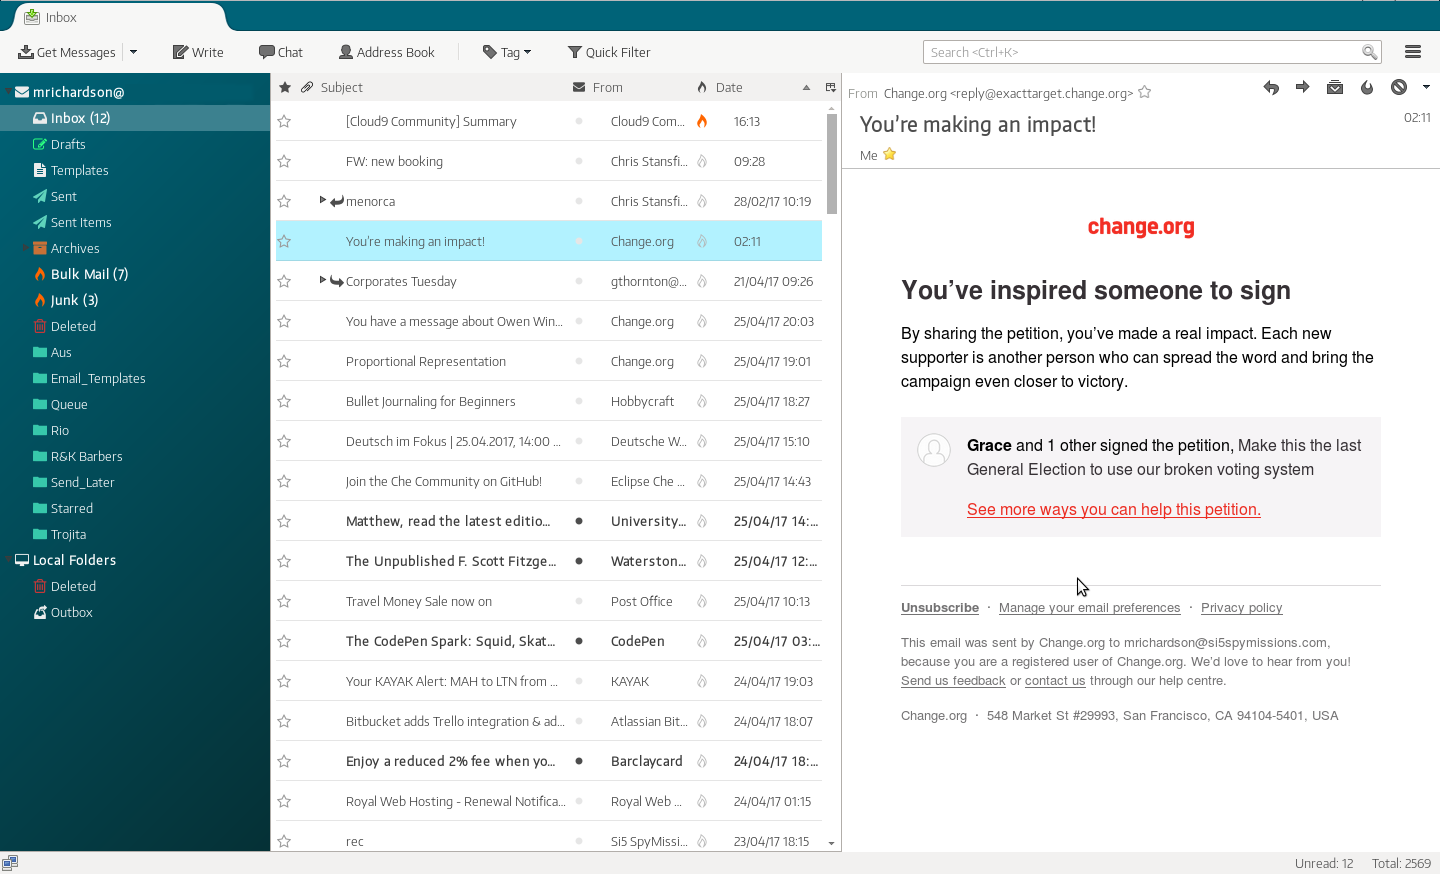 Inbox
Get Messages
Write
Chat
Address Book
Tag
Quick Filter
Search <Ctrl+K>
mrichardson@
Inbox (12)
Drafts
Templates
Sent
Sent Items
Archives
Bulk Mail (7)
Junk (3)
Deleted
Aus
Email_Templates
Queue
Rio
R&K Barbers
Send_Later
Starred
Trojita
Local Folders
Deleted
Outbox
Subject From Date
[Cloud9 Community] Summary Cloud9 Com... 16:13
FW: new booking Chris Stansfi... 09:28
menorca Chris Stansfi... 28/02/17 10:19
You're making an impact! Change.org 02:11
Corporates Tuesday gthornton@... 21/04/17 09:26
You have a message about Owen Win... Change.org 25/04/17 20:03
Proportional Representation Change.org 25/04/17 19:01
Bullet Journaling for Beginners Hobbycraft 25/04/17 18:27
Deutsch im Fokus | 25.04.2017, 14:00 ... Deutsche W... 25/04/17 15:10
Join the Che Community on GitHub! Eclipse Che ... 25/04/17 14:43
Matthew, read the latest editio... University... 25/04/17 14:...
The Unpublished F. Scott Fitzge... Waterston... 25/04/17 12:...
Travel Money Sale now on Post Office 25/04/17 10:13
The CodePen Spark: Squid, Skat... CodePen 25/04/17 03:...
Your KAYAK Alert: MAH to LTN from ... KAYAK 24/04/17 19:03
Bitbucket adds Trello integration & ad... Atlassian Bit... 24/04/17 18:07
Enjoy a reduced 2% fee when yo... Barclaycard 24/04/17 18:...
Royal Web Hosting - Renewal Notifica... Royal Web ... 24/04/17 01:15
rec Si5 SpyMissi... 23/04/17 18:15
From Change.org <reply@exacttarget.change.org>
You're making an impact! 02:11
Me
change.org
You’ve inspired someone to sign
By sharing the petition, you’ve made a real impact. Each new
supporter is another person who can spread the word and bring the
campaign even closer to victory.
Grace and 1 other signed the petition, Make this the last
General Election to use our broken voting system
See more ways you can help this petition.
Unsubscribe · Manage your email preferences · Privacy policy
This email was sent by Change.org to mrichardson@si5spymissions.com,
because you are a registered user of Change.org. We'd love to hear from you!
Send us feedback or contact us through our help centre.
Change.org · 548 Market St #29993, San Francisco, CA 94104-5401, USA
Unread: 12 Total: 2569